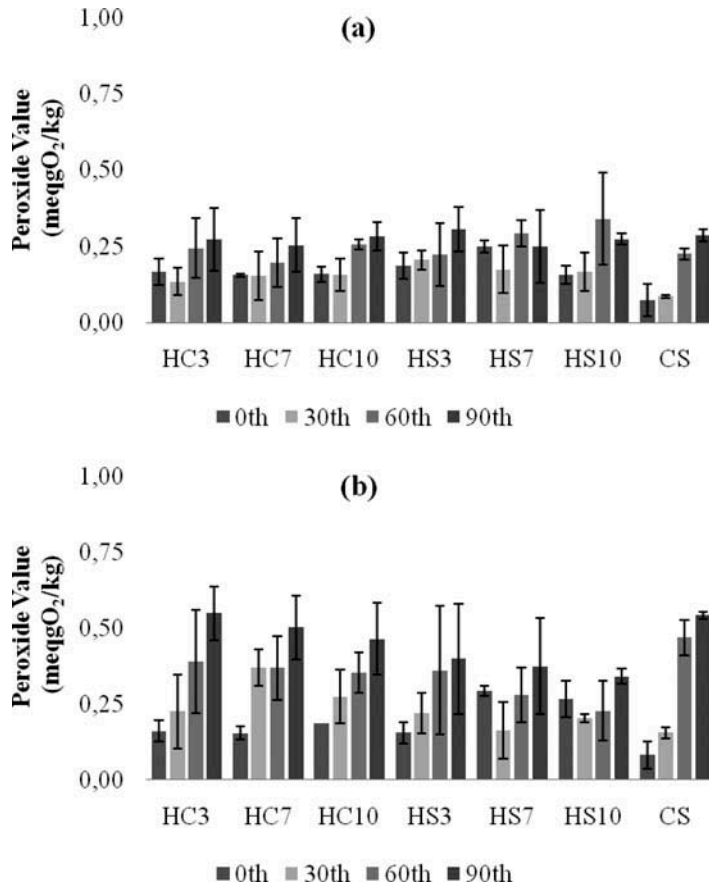 (a)
1,00
0,75
0,50
0,25
0,00
Peroxide Value
(meqgO₂/kg)
HC3 HC7 HC10 HS3 HS7 HS10 CS
0th 30th 60th 90th
(b)
1,00
0,75
0,50
0,25
0,00
Peroxide Value
(meqgO₂/kg)
HC3 HC7 HC10 HS3 HS7 HS10 CS
0th 30th 60th 90th